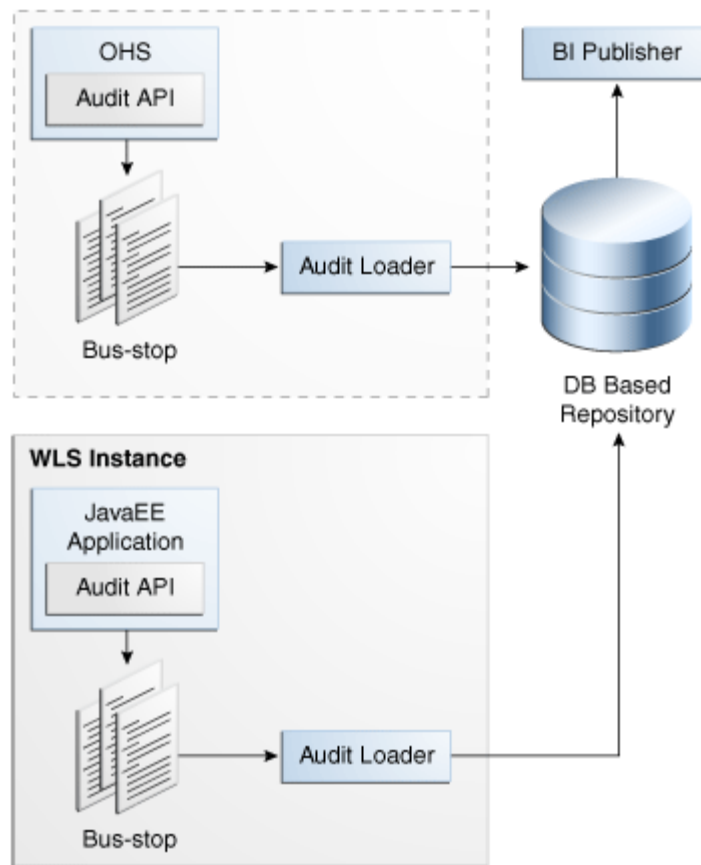 OHS
Audit API
Bus-stop
Audit Loader
BI Publisher
DB Based
Repository
WLS Instance
JavaEE
Application
Audit API
Bus-stop
Audit Loader